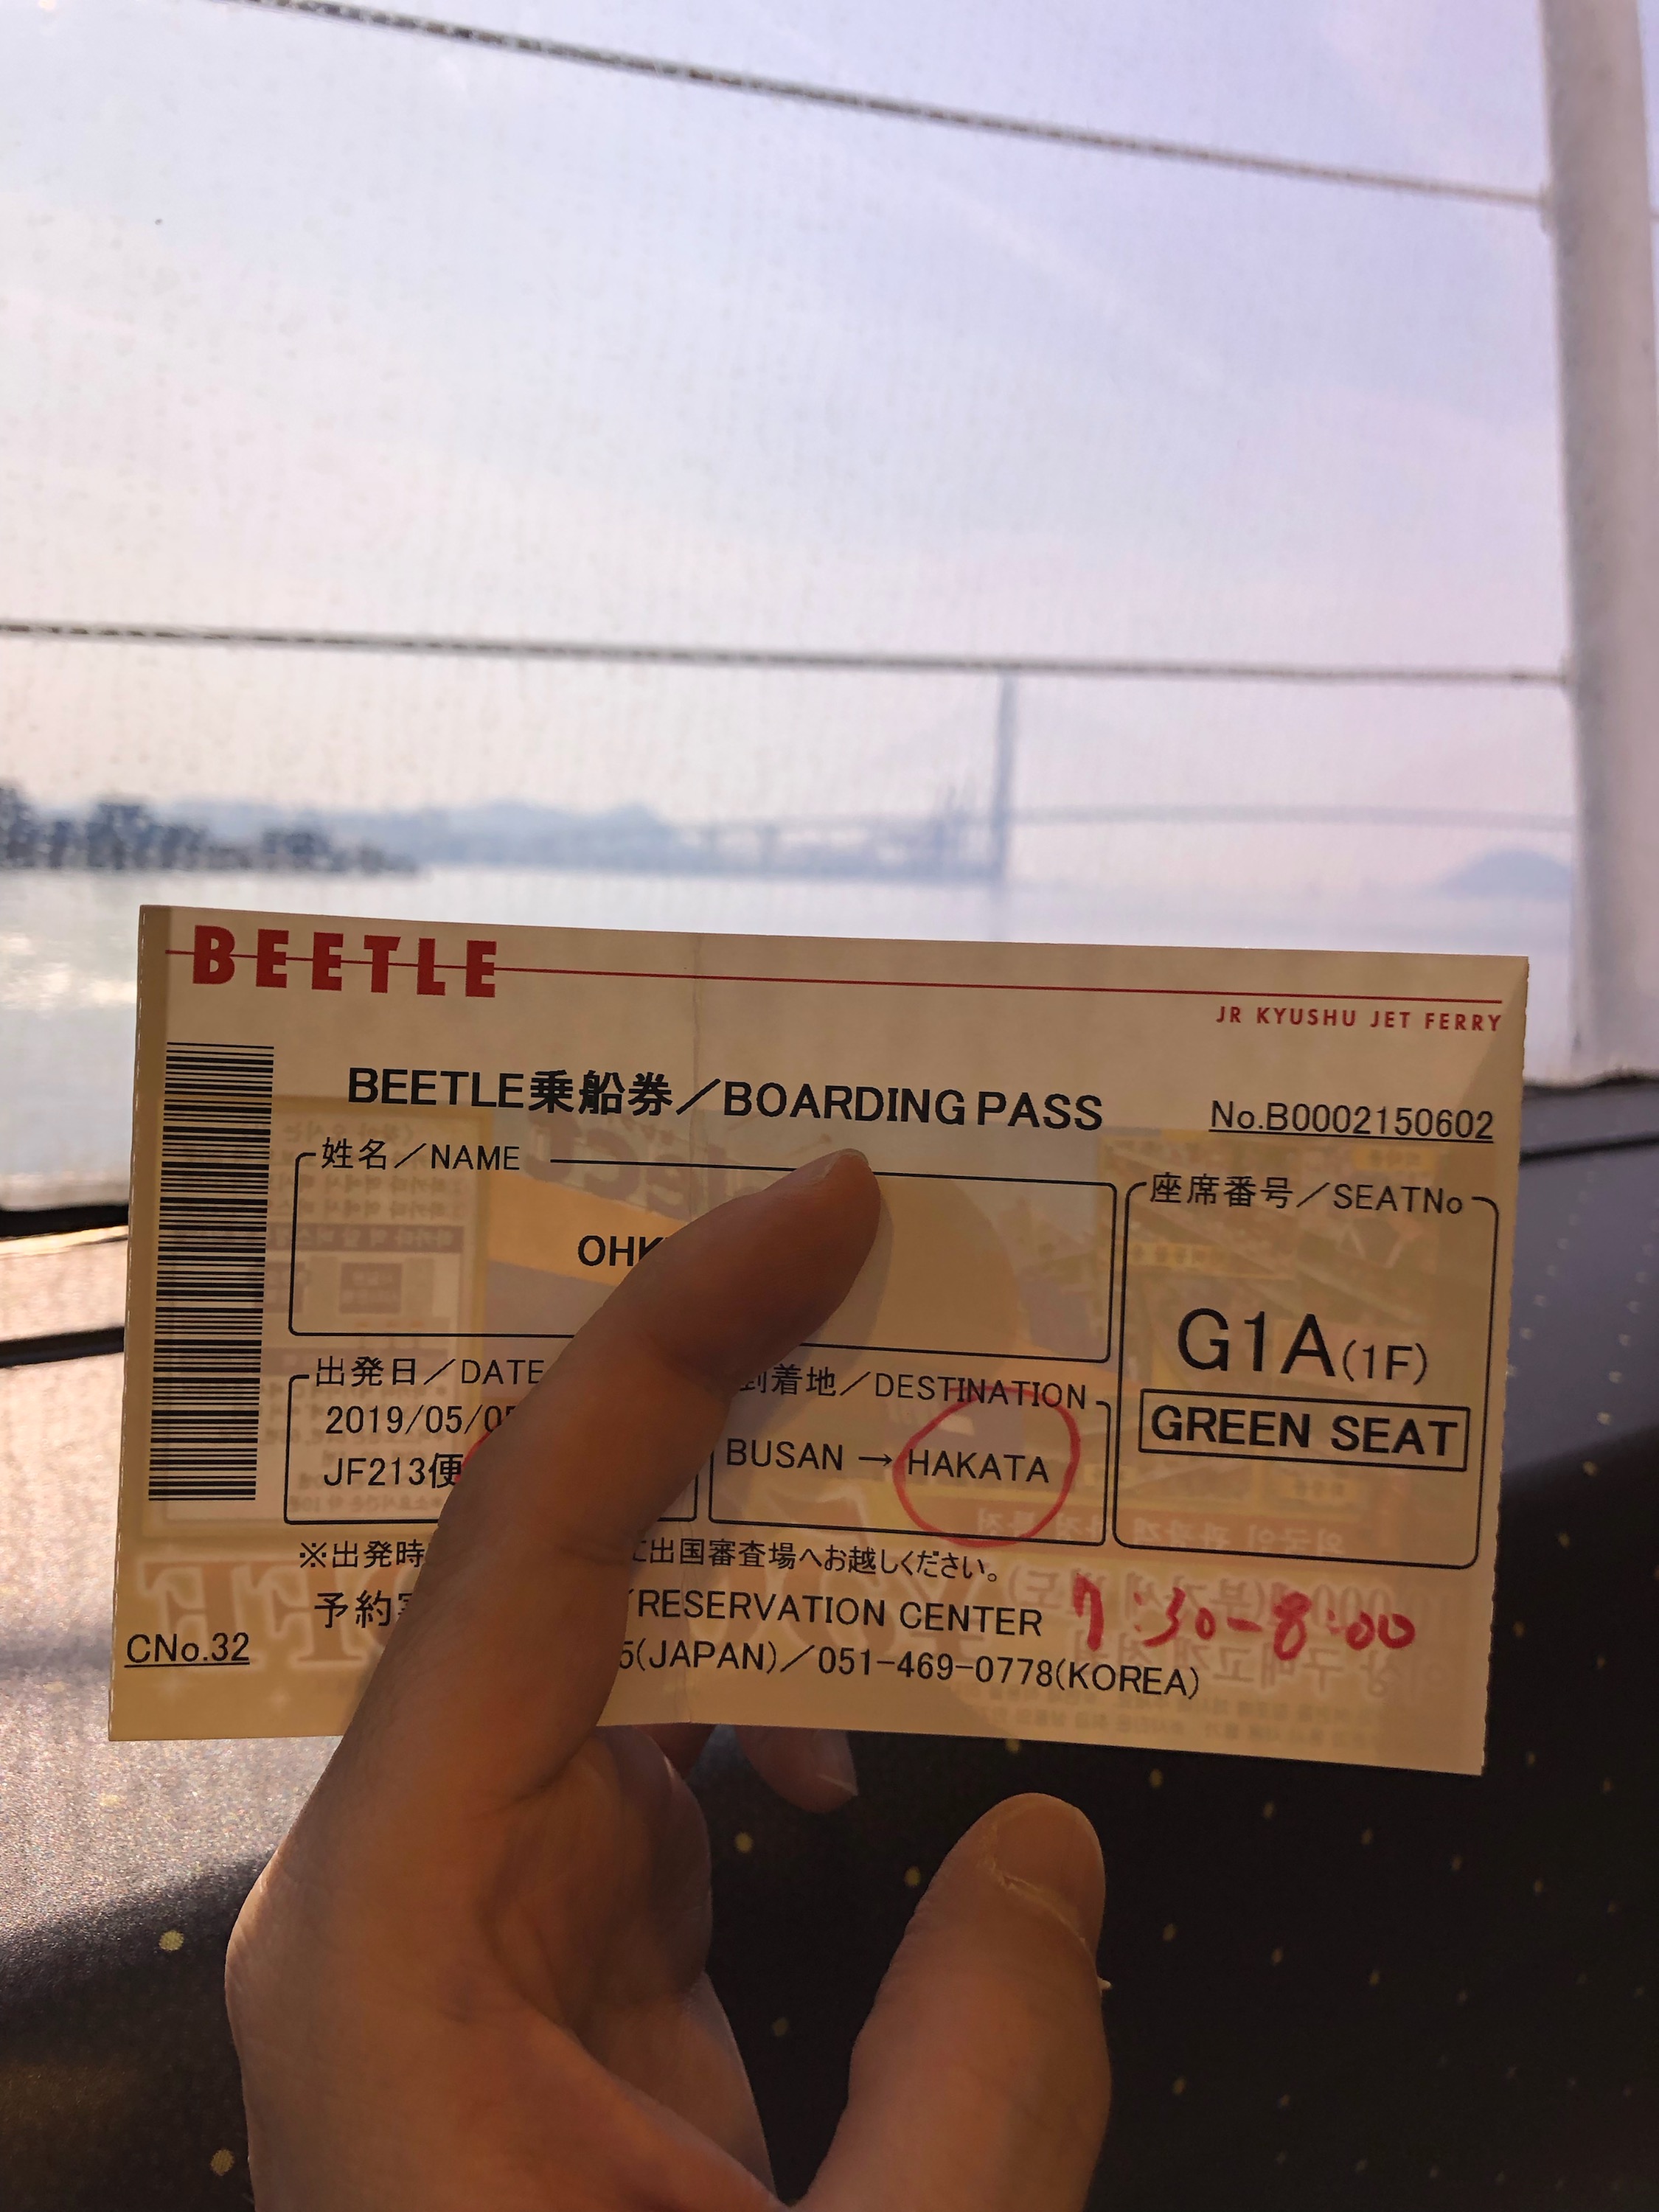 BEETLE
JR KYUSHU JET FERRY
BEETLE乗船券／BOARDING PASS
No.B0002150602
姓名／NAME
座席番号／SEATNo
G1A(1F)
GREEN SEAT
出発日／DATE
2019/05/05
JF213便
到着地／DESTINATION
BUSAN → HAKATA
※出発時 に出国審査場へお越しください。
予約 ／RESERVATION CENTER
7:30-8:00
CNo.32
5(JAPAN)／051-469-0778(KOREA)